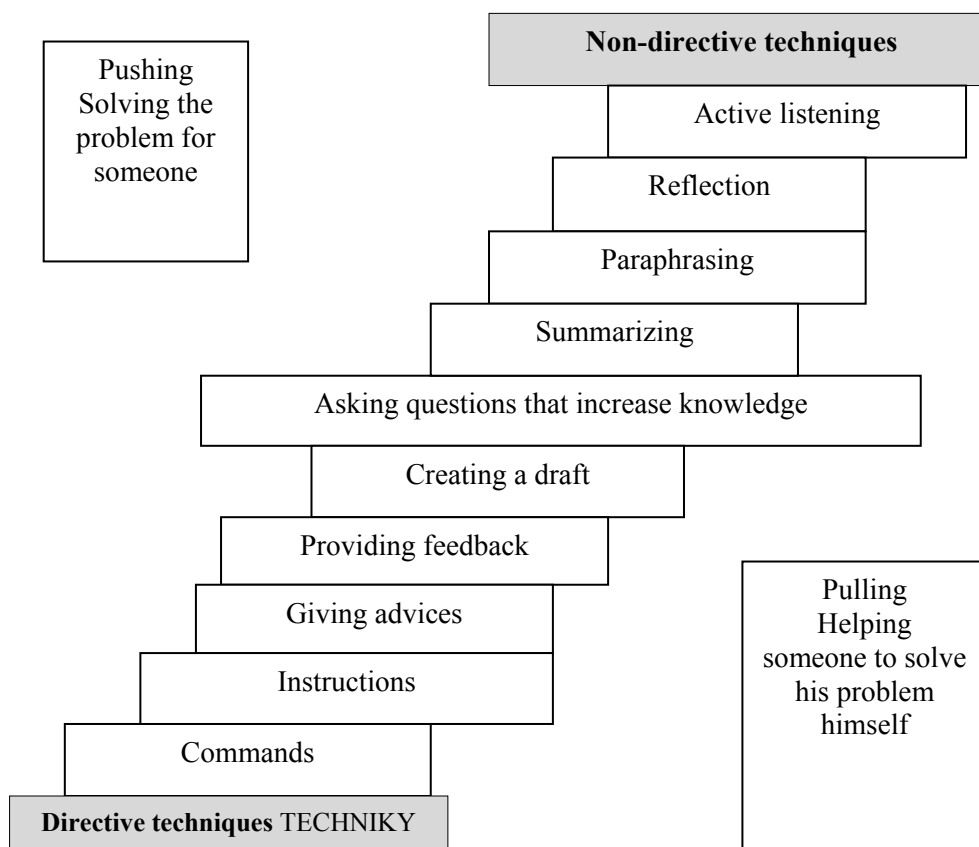 Non-directive techniques
Pushing
Solving the
problem for
someone
Active listening
Reflection
Paraphrasing
Summarizing
Asking questions that increase knowledge
Creating a draft
Providing feedback
Giving advices
Instructions
Commands
Directive techniques TECHNIKY
Pulling
Helping
someone to solve
his problem
himself